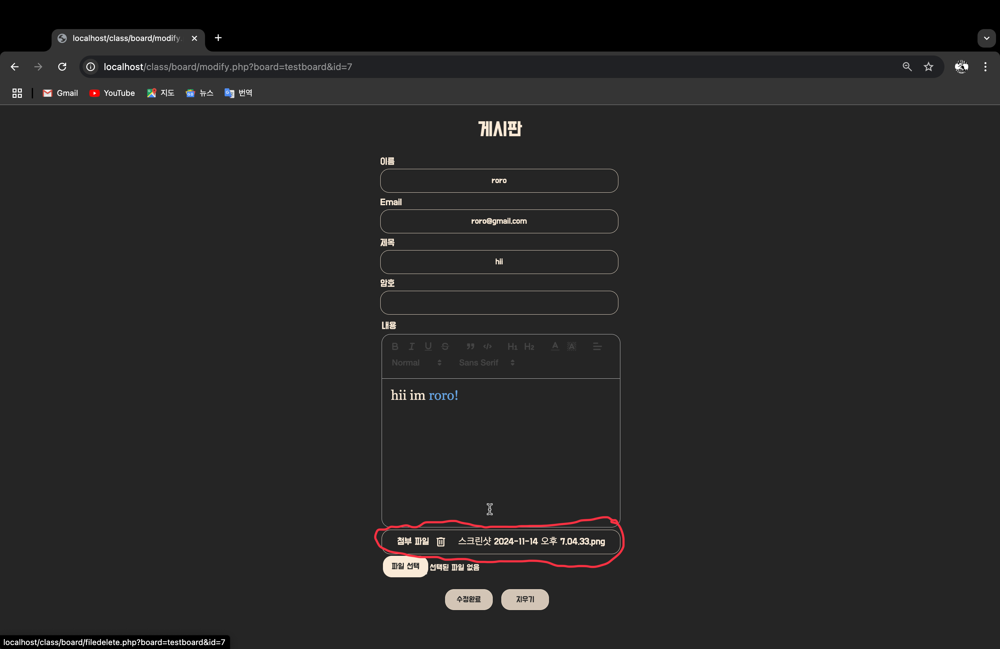 localhost/class/board/modify.
localhost/class/board/modify.php?board=testboard&id=7
Gmail YouTube 지도 뉴스 번역
게시판
이름
roro
Email
roro@gmail.com
제목
hii
암호
내용
B I U S H1 H2 A A
Normal Sans Serif
hii im roro!
첨부 파일 스크린샷 2024-11-14 오후 7.04.33.png
파일 선택 선택된 파일 없음
수정완료 지우기
localhost/class/board/filedelete.php?board=testboard&id=7